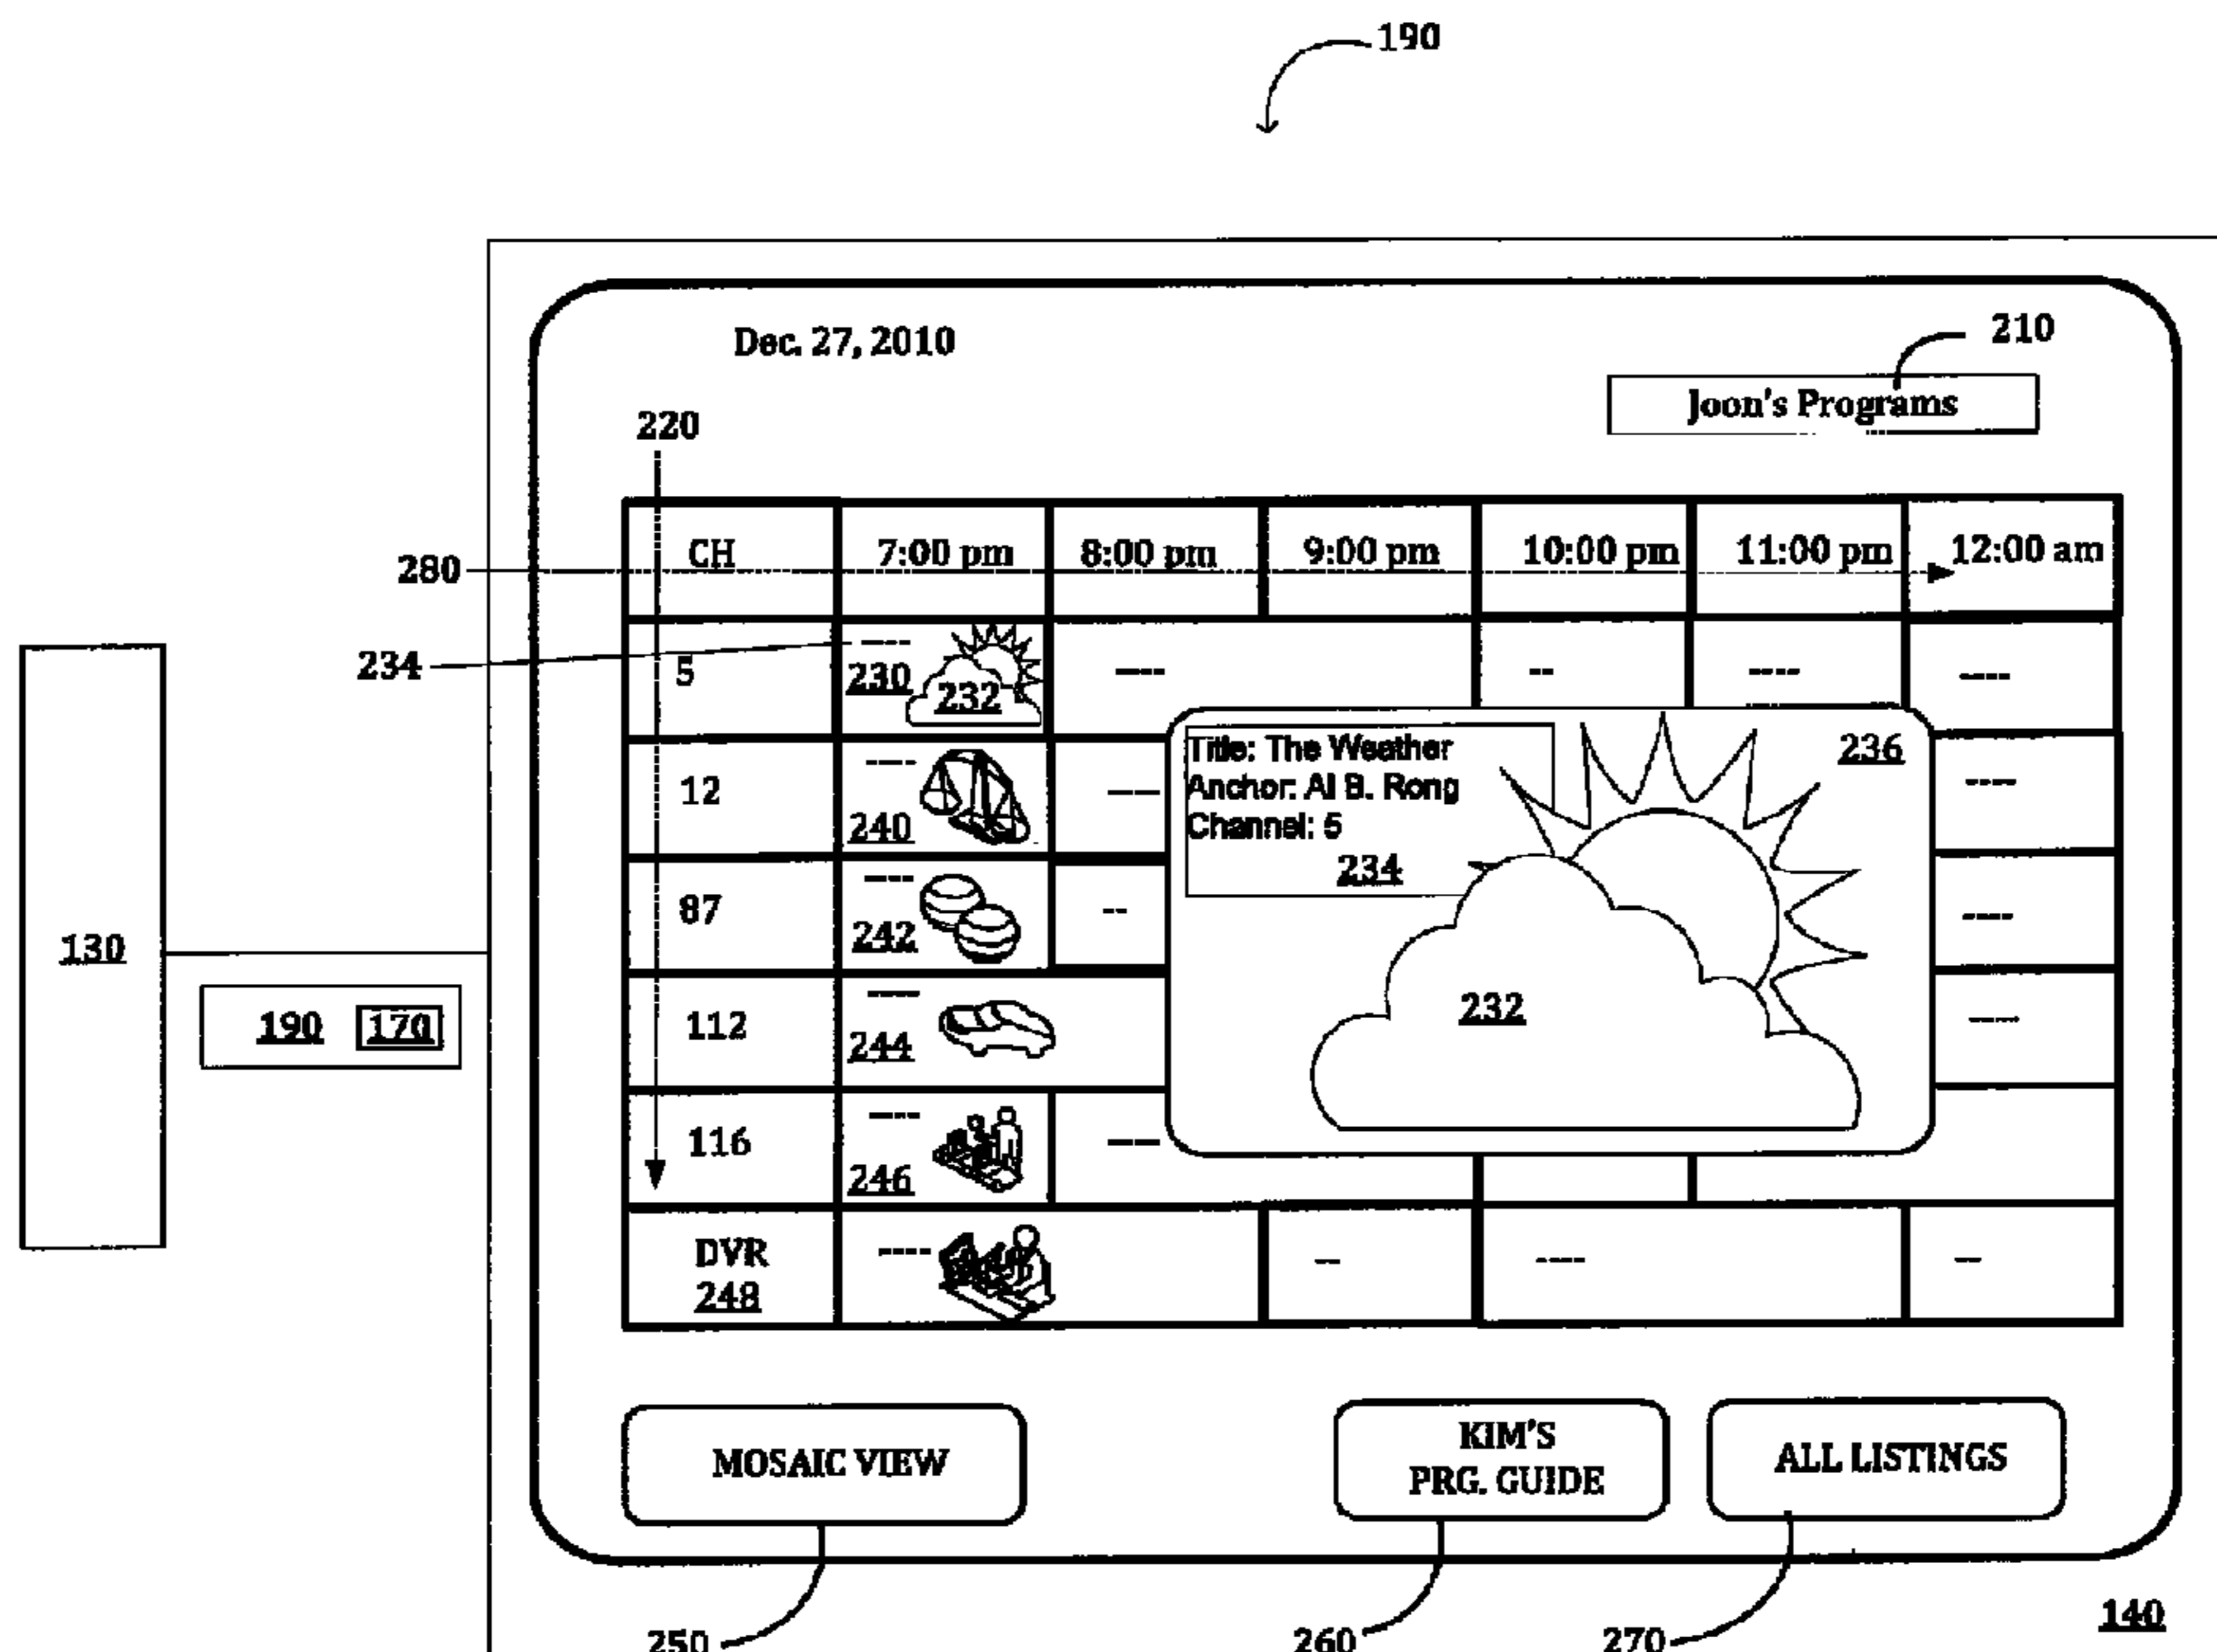 190
Dec. 27, 2010
210
Joon's Programs
220
280
CH 7:00 pm 8:00 pm 9:00 pm 10:00 pm 11:00 pm 12:00 am
234
5 ---- 230 232 ---- -- ---- ----
12 ---- 240 ---- ----
87 ---- 242 -- ----
112 ---- 244 ----
116 ---- 246 ----
DVR ---- -- ---- --
248
Title: The Weather
Anchor: Al B. Rong
Channel: 5
234
236
232
130
190 170
MOSAIC VIEW
KIM'S
PRG. GUIDE
ALL LISTINGS
140
250 260 270